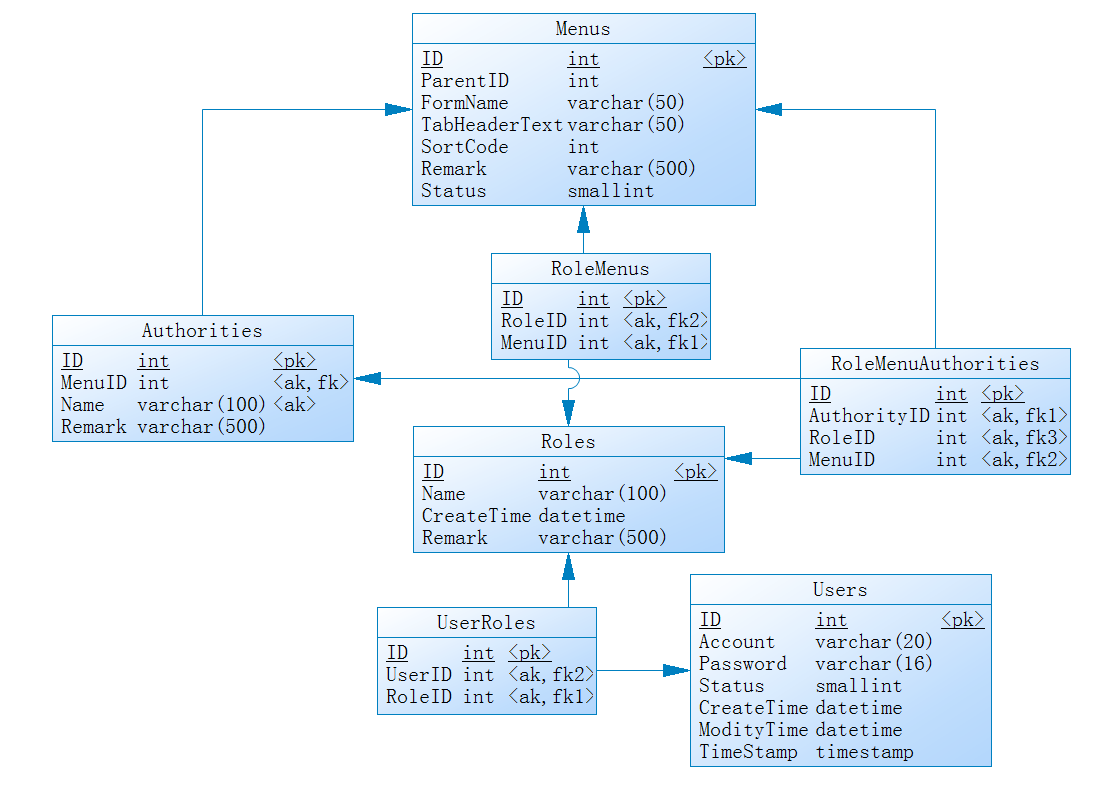 Menus
ID int <pk>
ParentID int
FormName varchar(50)
TabHeaderText varchar(50)
SortCode int
Remark varchar(500)
Status smallint
RoleMenus
ID int <pk>
RoleID int <ak,fk2>
MenuID int <ak,fk1>
Authorities
ID int <pk>
MenuID int <ak,fk>
Name varchar(100) <ak>
Remark varchar(500)
RoleMenuAuthorities
ID int <pk>
AuthorityID int <ak,fk1>
RoleID int <ak,fk3>
MenuID int <ak,fk2>
Roles
ID int <pk>
Name varchar(100)
CreateTime datetime
Remark varchar(500)
UserRoles
ID int <pk>
UserID int <ak,fk2>
RoleID int <ak,fk1>
Users
ID int <pk>
Account varchar(20)
Password varchar(16)
Status smallint
CreateTime datetime
ModityTime datetime
TimeStamp timestamp